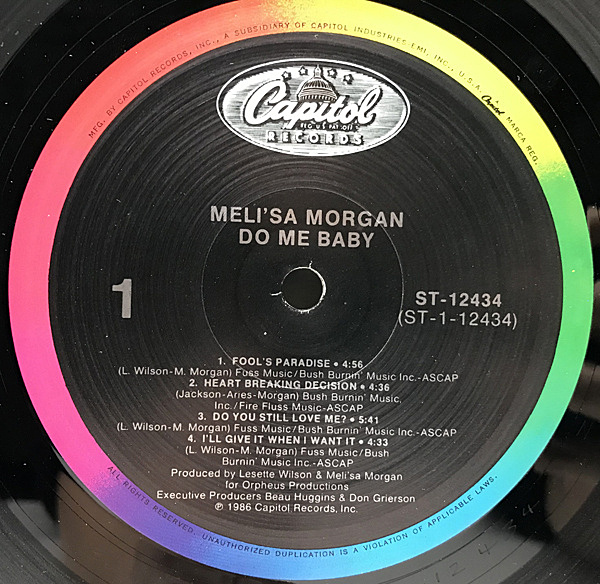 MFG. BY CAPITOL RECORDS, INC., A SUBSIDIARY OF CAPITOL INDUSTRIES-EMI, INC., U.S.A. Capitol MARCA REG.
Capitol
REG. U.S. PAT. OFF.
RECORDS
MELI'SA MORGAN
DO ME BABY
1
ST-12434
(ST-1-12434)
1. FOOL'S PARADISE • 4:56
(L. Wilson-M. Morgan) Fuss Music/Bush Burnin' Music Inc.-ASCAP
2. HEART BREAKING DECISION • 4:36
(Jackson-Aries-Morgan) Bush Burnin' Music,
Inc./Fire Fluss Music-ASCAP
3. DO YOU STILL LOVE ME? • 5:41
(L. Wilson-M. Morgan) Fuss Music/Bush Burnin' Music Inc.-ASCAP
4. I'LL GIVE IT WHEN I WANT IT • 4:33
(L. Wilson-M. Morgan) Fuss Music/Bush
Burnin' Music Inc.-ASCAP
Produced by Lesette Wilson & Meli'sa Morgan
for Orpheus Productions
Executive Producers Beau Huggins & Don Grierson
℗ 1986 Capitol Records, Inc.
ALL RIGHTS RESERVED. UNAUTHORIZED DUPLICATION IS A VIOLATION OF APPLICABLE LAWS.